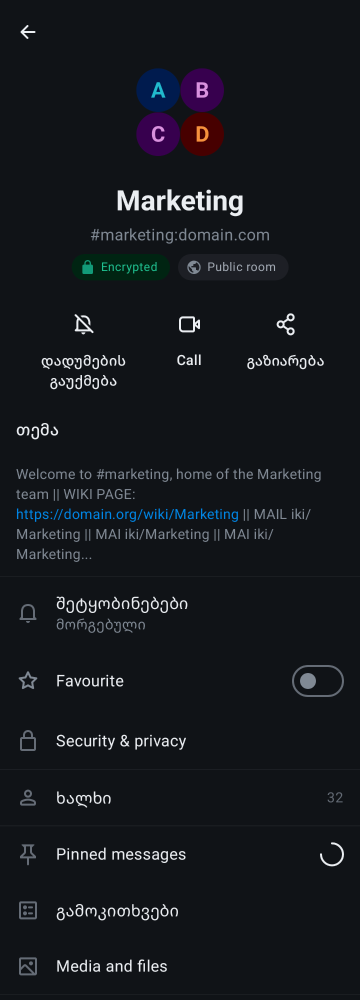 A B
C D
Marketing
#marketing:domain.com
Encrypted Public room
დადუმების
გაუქმება
Call
გაზიარება
თემა
Welcome to #marketing, home of the Marketing
team || WIKI PAGE:
https://domain.org/wiki/Marketing || MAIL iki/
Marketing || MAI iki/Marketing || MAI iki/
Marketing...
შეტყობინებები
მორგებული
Favourite
Security & privacy
ხალხი 32
Pinned messages
გამოკითხვები
Media and files